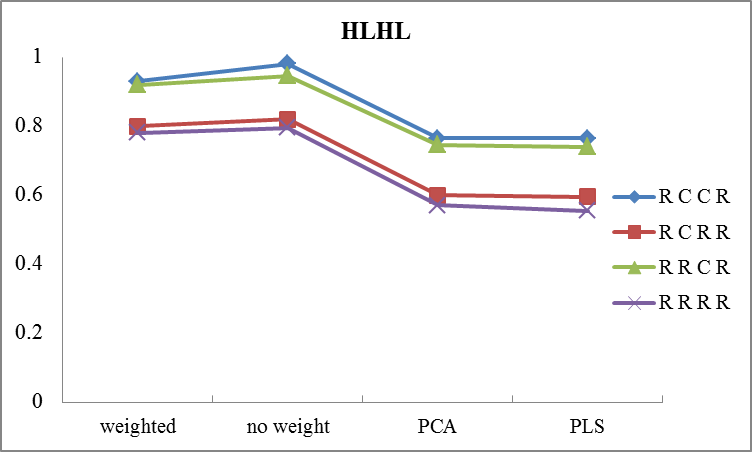 HLHL
1
0.8
0.6
0.4
0.2
0
weighted
no weight
PCA
PLS
R C C R
R C R R
R R C R
R R R R